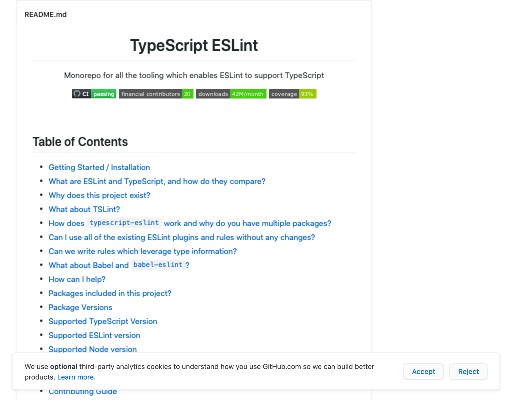 README.md
TypeScript ESLint
Monorepo for all the tooling which enables ESLint to support TypeScript
CI passing financial contributors 20 downloads 42M/month coverage 93%
Table of Contents
Getting Started / Installation
What are ESLint and TypeScript, and how do they compare?
Why does this project exist?
What about TSLint?
How does typescript-eslint work and why do you have multiple packages?
Can I use all of the existing ESLint plugins and rules without any changes?
Can we write rules which leverage type information?
What about Babel and babel-eslint ?
How can I help?
Packages included in this project?
Package Versions
Supported TypeScript Version
Supported ESLint version
Supported Node version
We use optional third-party analytics cookies to understand how you use GitHub.com so we can build better
products. Learn more.
Accept Reject
Contributing Guide